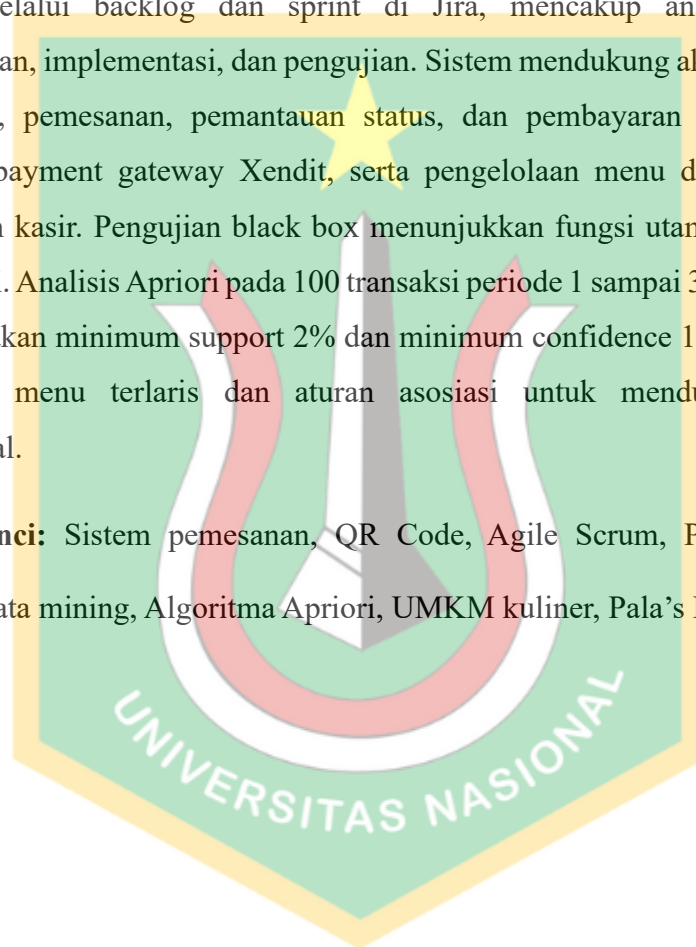 elalui backlog dan sprint di Jira, mencakup an
an, implementasi, dan pengujian. Sistem mendukung al
, pemesanan, pemantauan status, dan pembayaran
payment gateway Xendit, serta pengelolaan menu d
n kasir. Pengujian black box menunjukkan fungsi utam
i. Analisis Apriori pada 100 transaksi periode 1 sampai 3
kan minimum support 2% dan minimum confidence 1
menu terlaris dan aturan asosiasi untuk mendu
al.
nci: Sistem pemesanan, QR Code, Agile Scrum, P
ata mining, Algoritma Apriori, UMKM kuliner, Pala's
UNIVERSITAS NASIONAL